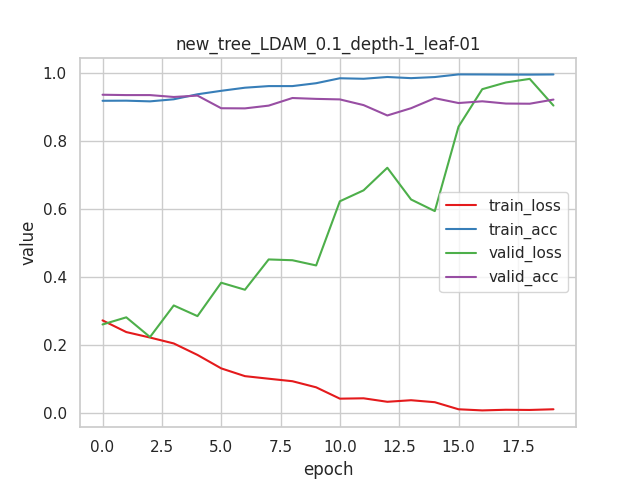 new_tree_LDAM_0.1_depth-1_leaf-01
1.0
0.8
0.6
0.4
0.2
0.0
value
train_loss
train_acc
valid_loss
valid_acc
0.0 2.5 5.0 7.5 10.0 12.5 15.0 17.5
epoch